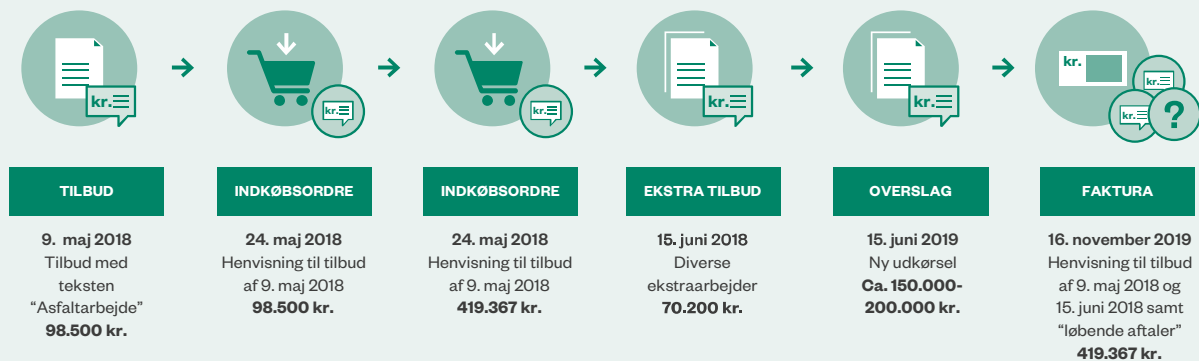 kr.
kr.
kr.
kr.
kr.
kr.
kr.
kr.
?
TILBUD
9. maj 2018
Tilbud med
teksten
“Asfaltarbejde”
98.500 kr.
INDKØBSORDRE
24. maj 2018
Henvisning til tilbud
af 9. maj 2018
98.500 kr.
INDKØBSORDRE
24. maj 2018
Henvisning til tilbud
af 9. maj 2018
419.367 kr.
EKSTRA TILBUD
15. juni 2018
Diverse
ekstraarbejder
70.200 kr.
OVERSLAG
15. juni 2019
Ny udkørsel
Ca. 150.000-
200.000 kr.
FAKTURA
16. november 2019
Henvisning til tilbud
af 9. maj 2018 og
15. juni 2018 samt
“løbende aftaler”
419.367 kr.